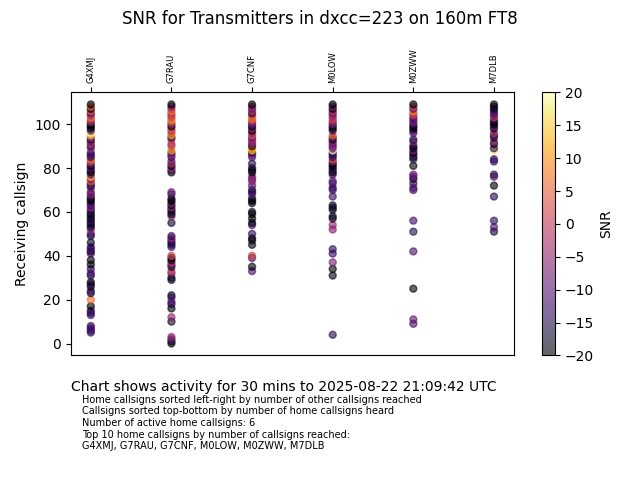 SNR for Transmitters in dxcc=223 on 160m FT8
G4XMJ G7RAU G7CNF M0LOW M0ZWW M7DLB
100
80
60
40
20
0
Receiving callsign
20
15
10
5
0
−5
−10
−15
−20
SNR
Chart shows activity for 30 mins to 2025-08-22 21:09:42 UTC
Home callsigns sorted left-right by number of other callsigns reached
Callsigns sorted top-bottom by number of home callsigns heard
Number of active home callsigns: 6
Top 10 home callsigns by number of callsigns reached:
G4XMJ, G7RAU, G7CNF, M0LOW, M0ZWW, M7DLB